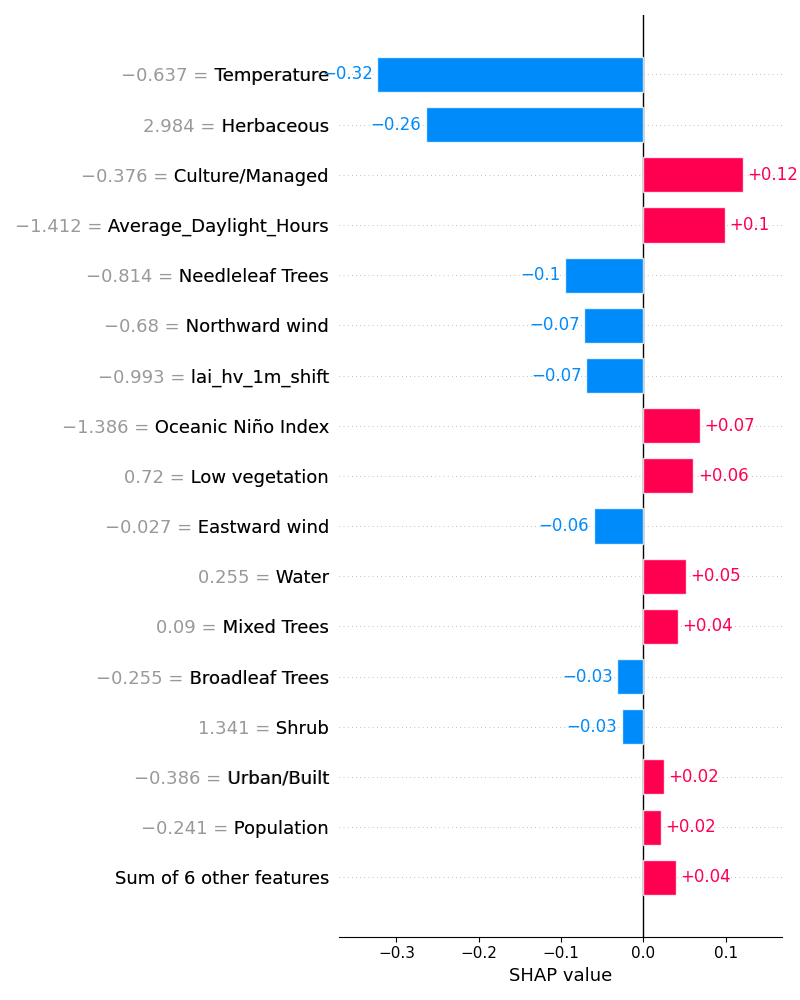 −0.637 = Temperature −0.32
2.984 = Herbaceous −0.26
−0.376 = Culture/Managed +0.12
−1.412 = Average_Daylight_Hours +0.1
−0.814 = Needleleaf Trees −0.1
−0.68 = Northward wind −0.07
−0.993 = lai_hv_1m_shift −0.07
−1.386 = Oceanic Niño Index +0.07
0.72 = Low vegetation +0.06
−0.027 = Eastward wind −0.06
0.255 = Water +0.05
0.09 = Mixed Trees +0.04
−0.255 = Broadleaf Trees −0.03
1.341 = Shrub −0.03
−0.386 = Urban/Built +0.02
−0.241 = Population +0.02
Sum of 6 other features +0.04
−0.3 −0.2 −0.1 0.0 0.1
SHAP value